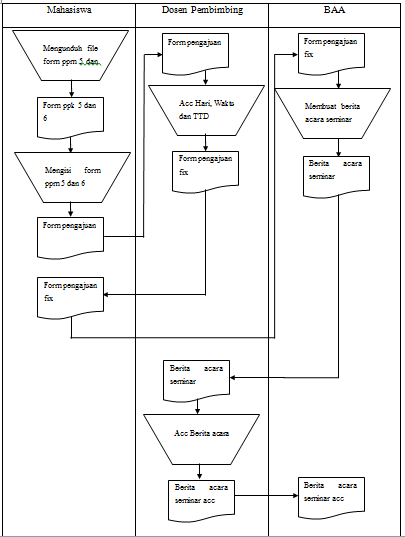 Mahasiswa
Dosen Pembimbing
BAA
Mengunduh file
form ppm 5 dan
Form ppk 5 dan
6
Mengisi form
ppm 5 dan 6
Form pengajuan
Form pengajuan
fix
Form pengajuan
Acc Hari, Waktu
dan TTD
Form pengajuan
fix
Berita acara
seminar
Acc Berita acara
Berita acara
seminar acc
Form pengajuan
fix
Membuat berita
acara seminar
Berita acara
seminar
Berita acara
seminar acc